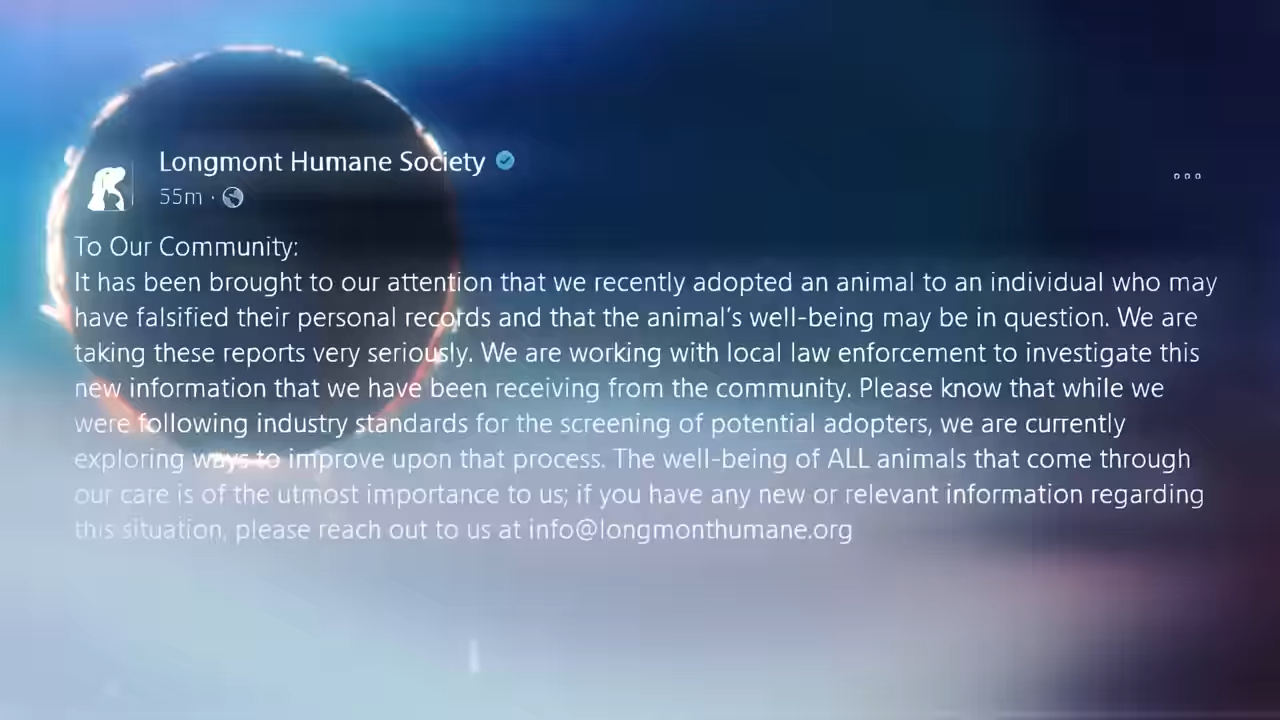 Longmont Humane Society
55m ·
To Our Community:
It has been brought to our attention that we recently adopted an animal to an individual who may
have falsified their personal records and that the animal's well-being may be in question. We are
taking these reports very seriously. We are working with local law enforcement to investigate this
new information that we have been receiving from the community. Please know that while we
were following industry standards for the screening of potential adopters, we are currently
exploring ways to improve upon that process. The well-being of ALL animals that come through
our care is of the utmost importance to us; if you have any new or relevant information regarding
this situation, please reach out to us at info@longmonthumane.org